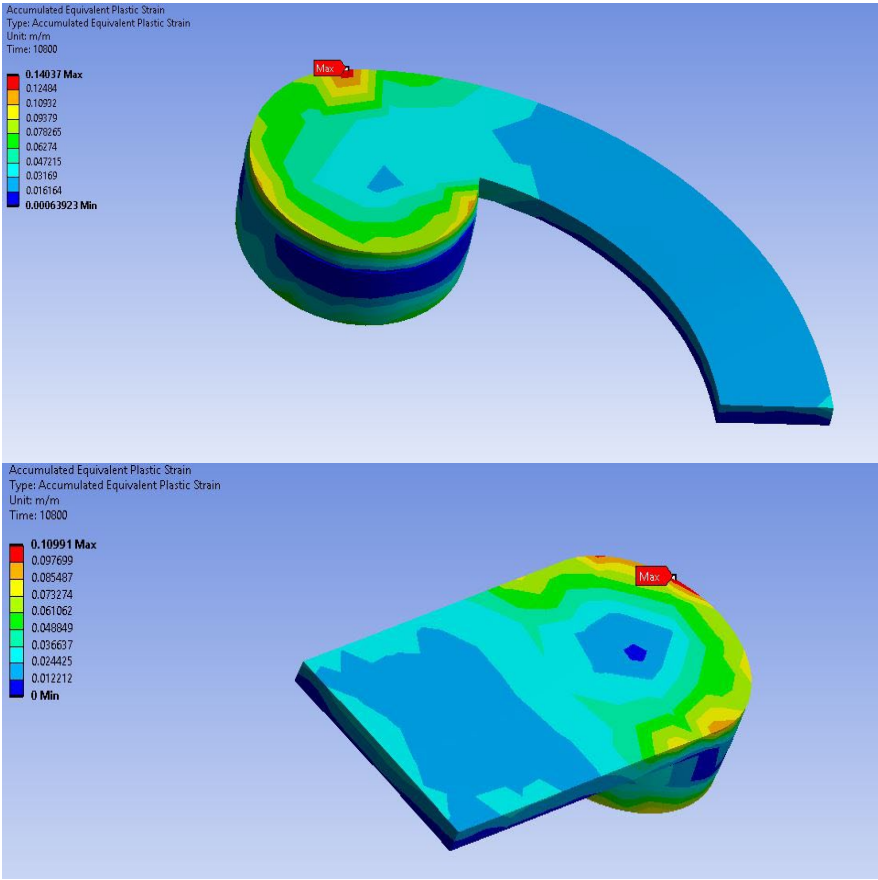 Accumulated Equivalent Plastic Strain
Type: Accumulated Equivalent Plastic Strain
Unit: m/m
Time: 10800
0.14037 Max
0.12484
0.10932
0.09379
0.078265
0.06274
0.047215
0.03169
0.016164
0.00063923 Min
Max
Accumulated Equivalent Plastic Strain
Type: Accumulated Equivalent Plastic Strain
Unit: m/m
Time: 10800
0.10991 Max
0.097699
0.085487
0.073274
0.061062
0.048849
0.036637
0.024425
0.012212
0 Min
Max